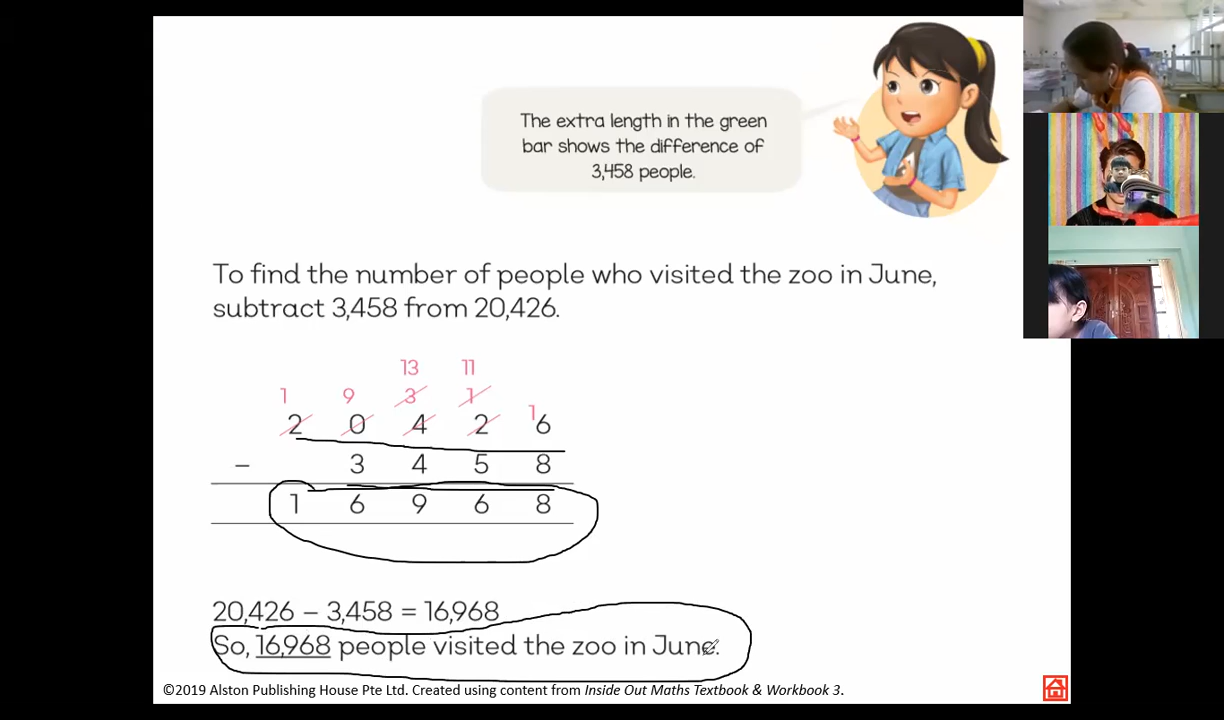 The extra length in the green
bar shows the difference of
3,458 people.
To find the number of people who visited the zoo in June,
subtract 3,458 from 20,426.
13 11
1 9 3 1
2 0 4 2 16
– 3 4 5 8
1 6 9 6 8
20,426 – 3,458 = 16,968
So, 16,968 people visited the zoo in June.
©2019 Alston Publishing House Pte Ltd. Created using content from Inside Out Maths Textbook & Workbook 3.